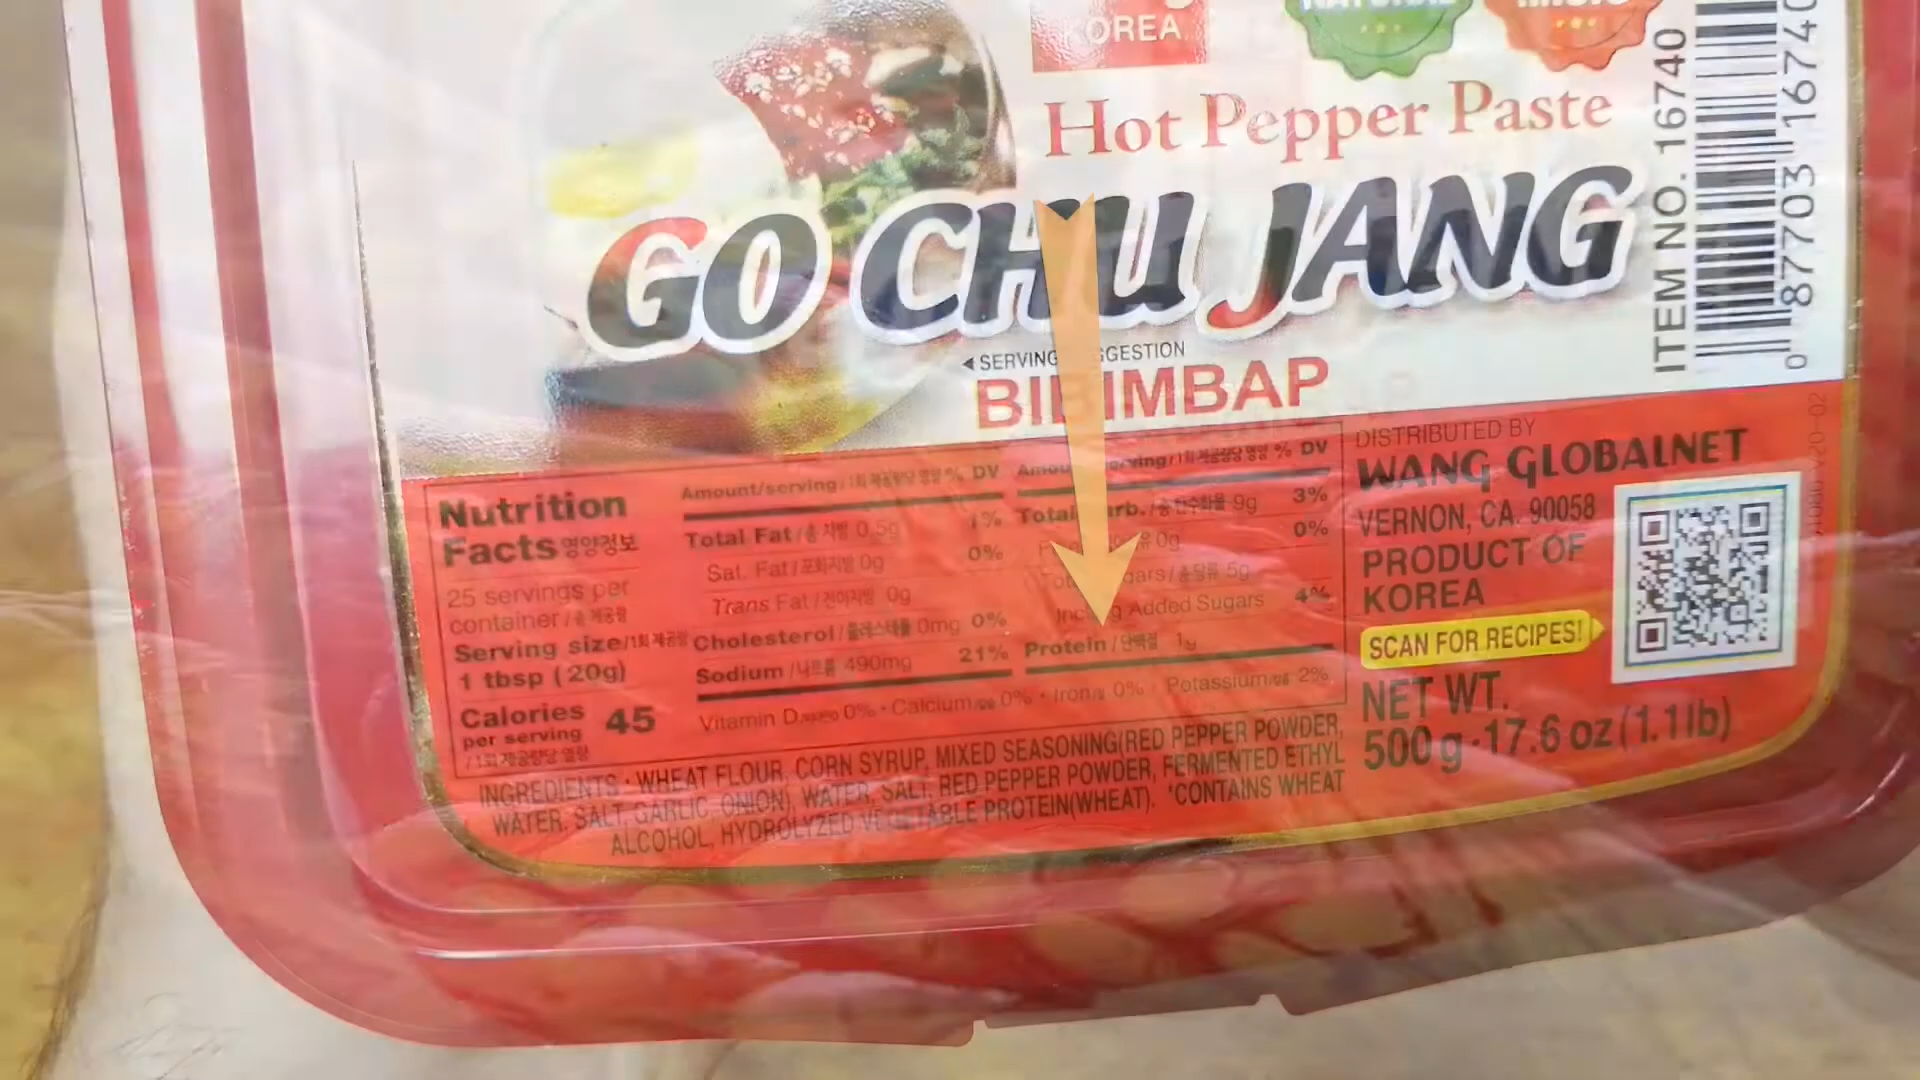 KOREA
Hot Pepper Paste
GO CHU JANG
◀ SERVING SUGGESTION
BIBIMBAP
ITEM NO. 16740
0 87703 16740
Nutrition
Facts 영양정보
25 servings per
container / 총 제공량
Serving size/1회 제공량
1 tbsp (20g)
Calories 45
per serving
/ 1회 제공량당 열량
Amount/serving / 1회 제공량당 영양 % DV
Total Fat / 총 지방 0.5g 1%
Sat. Fat / 포화지방 0g 0%
Trans Fat / 전이지방 0g
Cholesterol / 콜레스테롤 0mg 0%
Sodium / 나트륨 490mg 21%
Amount/serving / 1회 제공량당 영양 % DV
Total Carb. / 총 탄수화물 9g 3%
0g 0%
Total Sugars / 총 당류 5g
Added Sugars 4%
Protein / 단백질 1g
Vitamin D 0% • Calcium 0% • Iron 0% • Potassium 2%
INGREDIENTS : WHEAT FLOUR, CORN SYRUP, MIXED SEASONING(RED PEPPER POWDER,
WATER, SALT, GARLIC, ONION), WATER, SALT, RED PEPPER POWDER, FERMENTED ETHYL
ALCOHOL, HYDROLYZED VEGETABLE PROTEIN(WHEAT). *CONTAINS WHEAT
DISTRIBUTED BY
WANG GLOBALNET
VERNON, CA. 90058
PRODUCT OF
KOREA
SCAN FOR RECIPES!
NET WT.
500 g · 17.6 oz (1.1 lb)